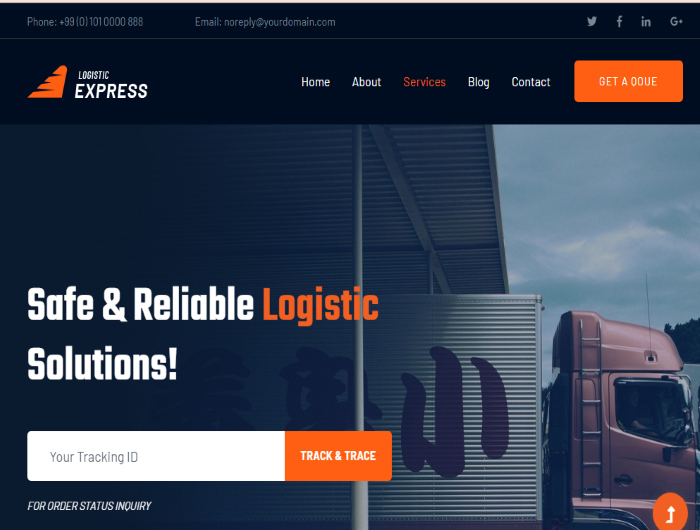 Phone: +99 (0) 101 0000 888
Email: noreply@yourdomain.com
LOGISTIC
EXPRESS
Home
About
Services
Blog
Contact
GET A QOUE
Safe & Reliable Logistic
Solutions!
Your Tracking ID
TRACK & TRACE
FOR ORDER STATUS INQUIRY